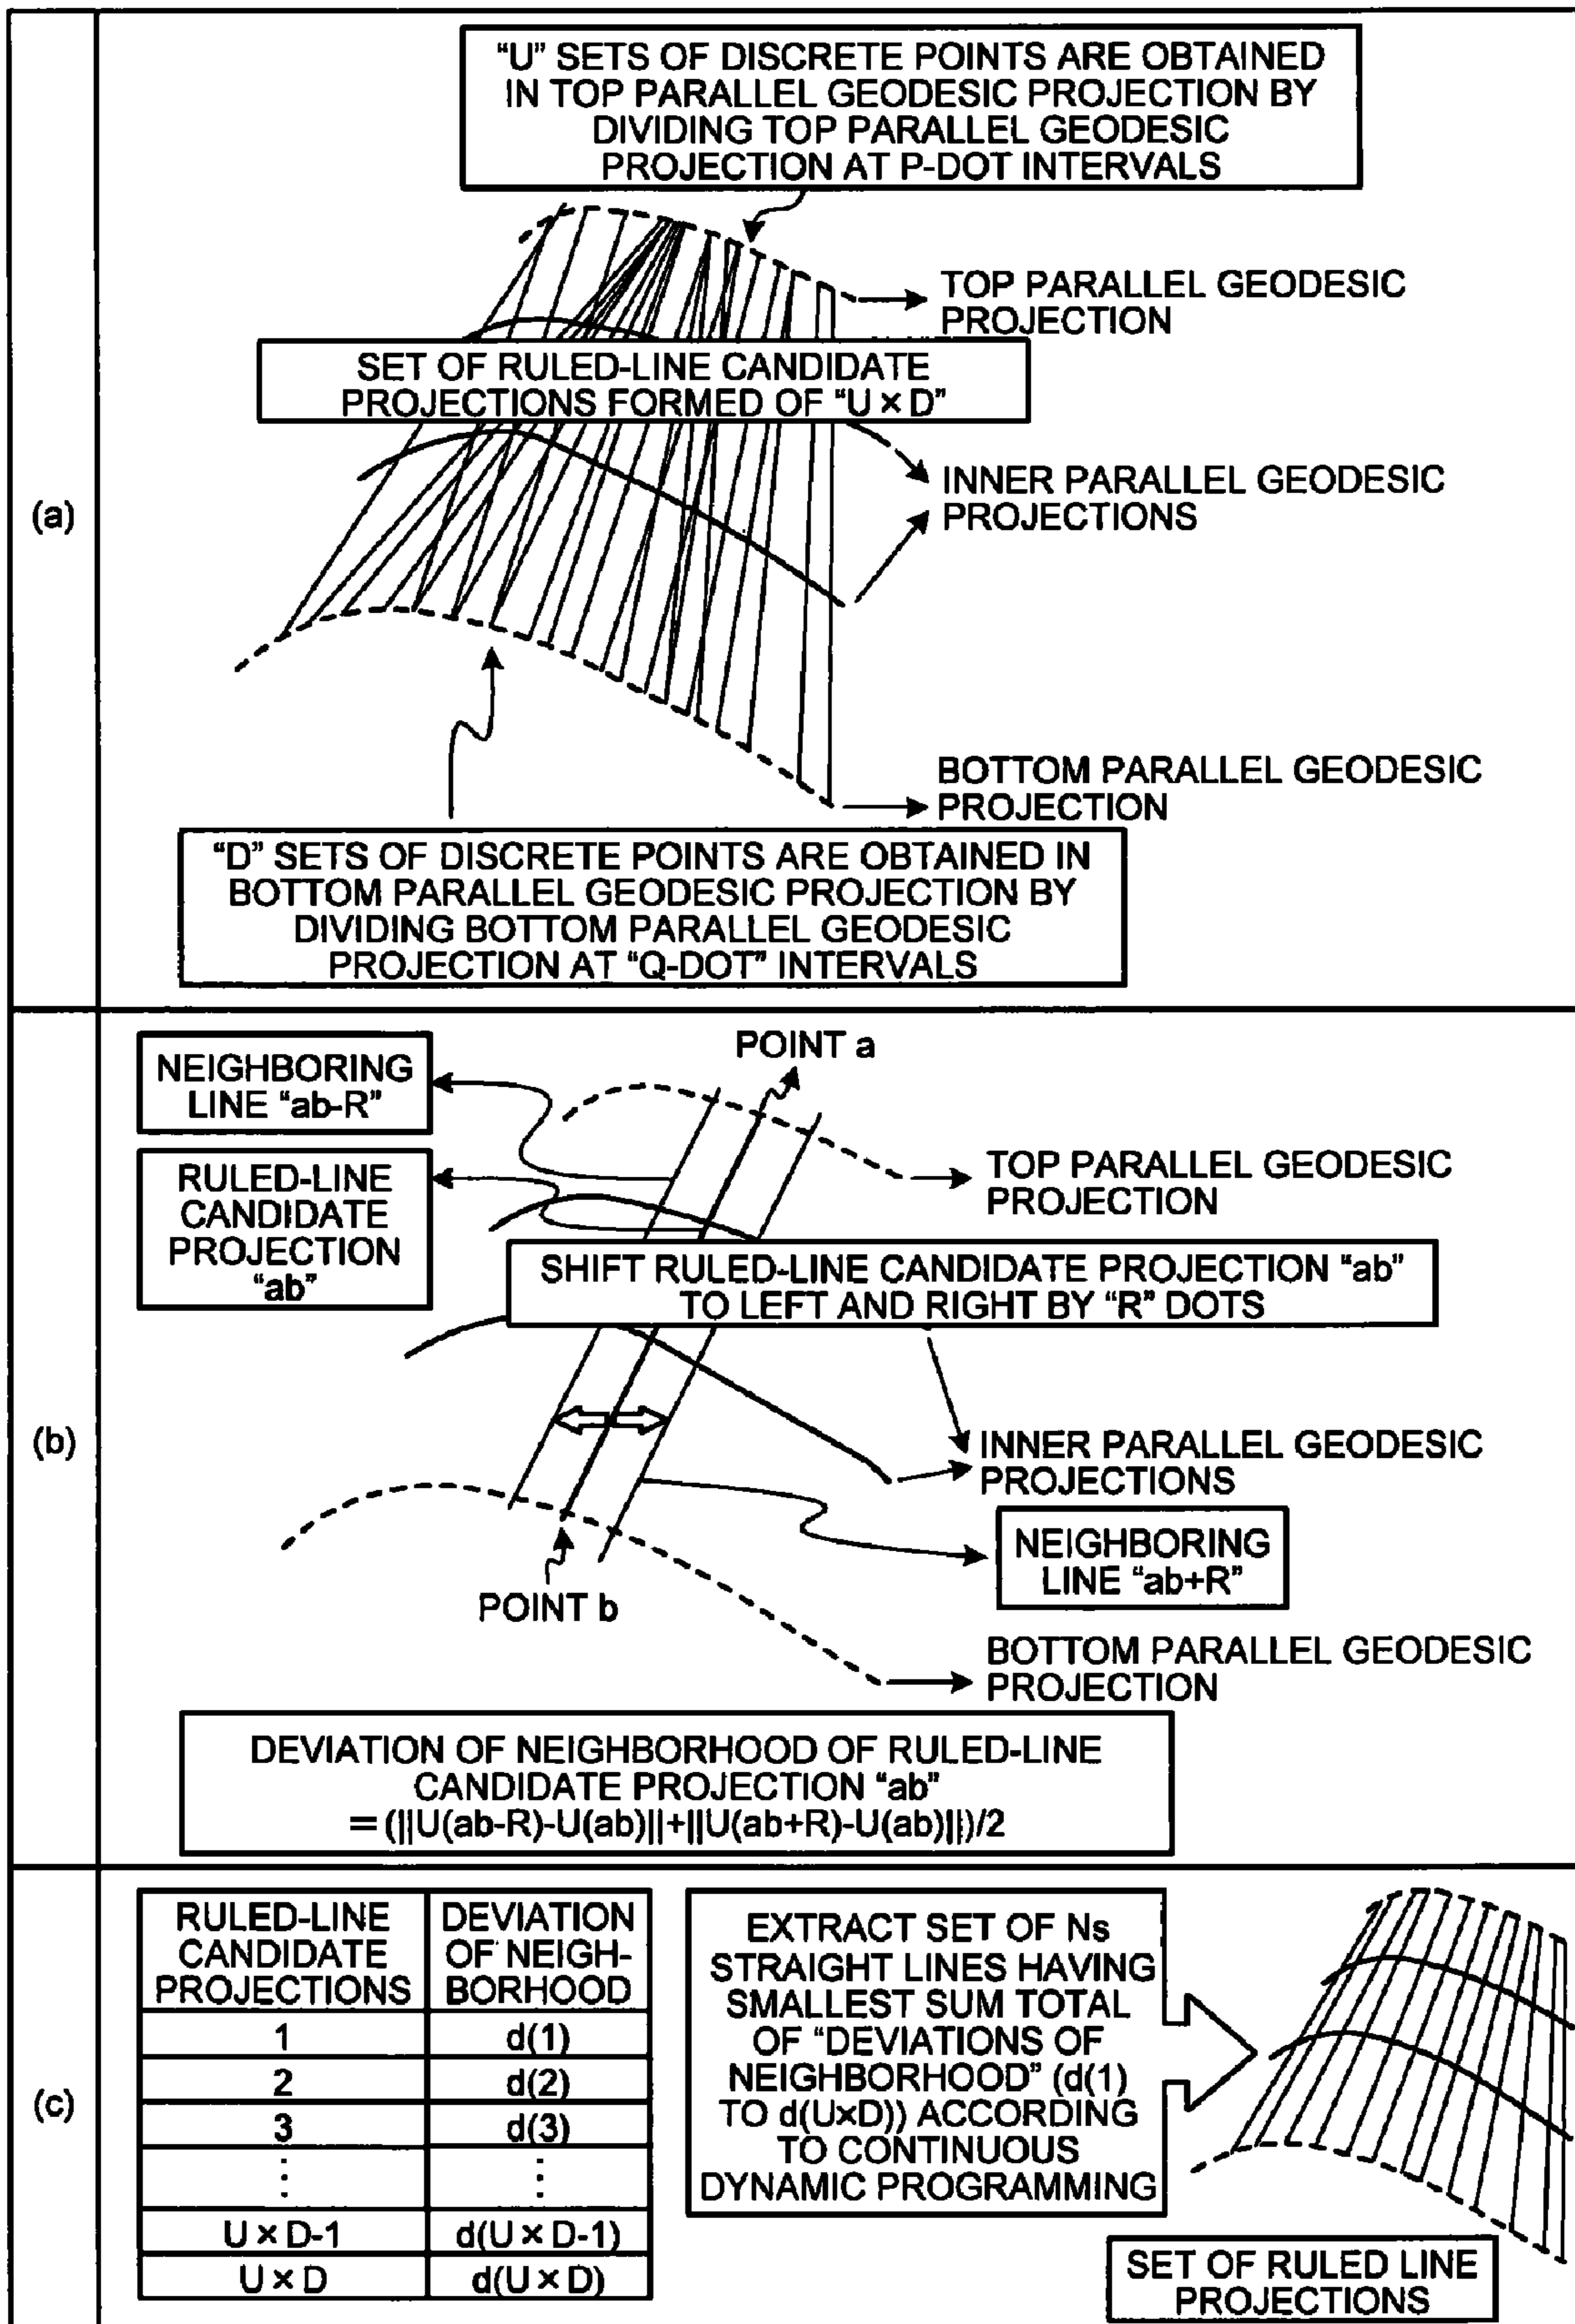 (a)
“U” SETS OF DISCRETE POINTS ARE OBTAINED
IN TOP PARALLEL GEODESIC PROJECTION BY
DIVIDING TOP PARALLEL GEODESIC
PROJECTION AT P-DOT INTERVALS
TOP PARALLEL GEODESIC
PROJECTION
SET OF RULED-LINE CANDIDATE
PROJECTIONS FORMED OF “U × D”
INNER PARALLEL GEODESIC
PROJECTIONS
BOTTOM PARALLEL GEODESIC
PROJECTION
“D” SETS OF DISCRETE POINTS ARE OBTAINED IN
BOTTOM PARALLEL GEODESIC PROJECTION BY
DIVIDING BOTTOM PARALLEL GEODESIC
PROJECTION AT “Q-DOT” INTERVALS
(b)
NEIGHBORING
LINE “ab-R”
POINT a
RULED-LINE
CANDIDATE
PROJECTION
“ab”
TOP PARALLEL GEODESIC
PROJECTION
SHIFT RULED-LINE CANDIDATE PROJECTION “ab”
TO LEFT AND RIGHT BY “R” DOTS
INNER PARALLEL GEODESIC
PROJECTIONS
NEIGHBORING
LINE “ab+R”
POINT b
BOTTOM PARALLEL GEODESIC
PROJECTION
DEVIATION OF NEIGHBORHOOD OF RULED-LINE
CANDIDATE PROJECTION “ab”
=(||U(ab-R)-U(ab)||+||U(ab+R)-U(ab)||)/2
(c)
RULED-LINE
CANDIDATE
PROJECTIONS
DEVIATION
OF NEIGH-
BORHOOD
1
d(1)
2
d(2)
3
d(3)
⋮
⋮
U × D-1
d(U × D-1)
U × D
d(U × D)
EXTRACT SET OF Ns
STRAIGHT LINES HAVING
SMALLEST SUM TOTAL
OF “DEVIATIONS OF
NEIGHBORHOOD” (d(1)
TO d(U×D)) ACCORDING
TO CONTINUOUS
DYNAMIC PROGRAMMING
SET OF RULED LINE
PROJECTIONS